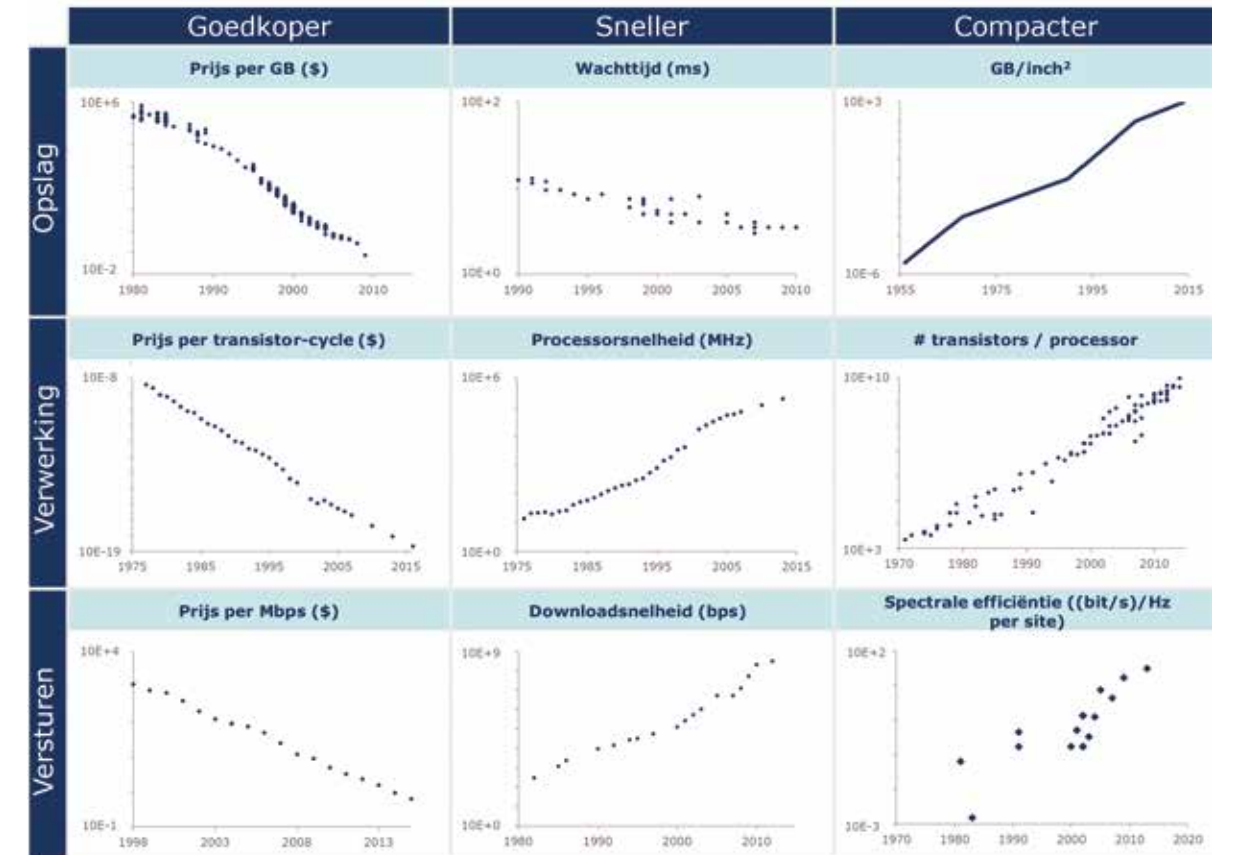 Goedkoper Sneller Compacter
Opslag
Prijs per GB ($) Wachttijd (ms) GB/inch²
10E+6 10E+2 10E+3
10E-2 10E+0 10E-6
1980 1990 2000 2010 1990 1995 2000 2005 2010 1955 1975 1995 2015
Verwerking
Prijs per transistor-cycle ($) Processorsnelheid (MHz) # transistors / processor
10E-8 10E+6 10E+10
10E-19 10E+0 10E+3
1975 1985 1995 2005 2015 1975 1985 1995 2005 2015 1970 1980 1990 2000 2010
Versturen
Prijs per Mbps ($) Downloadsnelheid (bps) Spectrale efficiëntie ((bit/s)/Hz
per site)
10E+4 10E+9 10E+2
10E-1 10E+0 10E-3
1998 2003 2008 2013 1980 1990 2000 2010 1970 1980 1990 2000 2010 2020